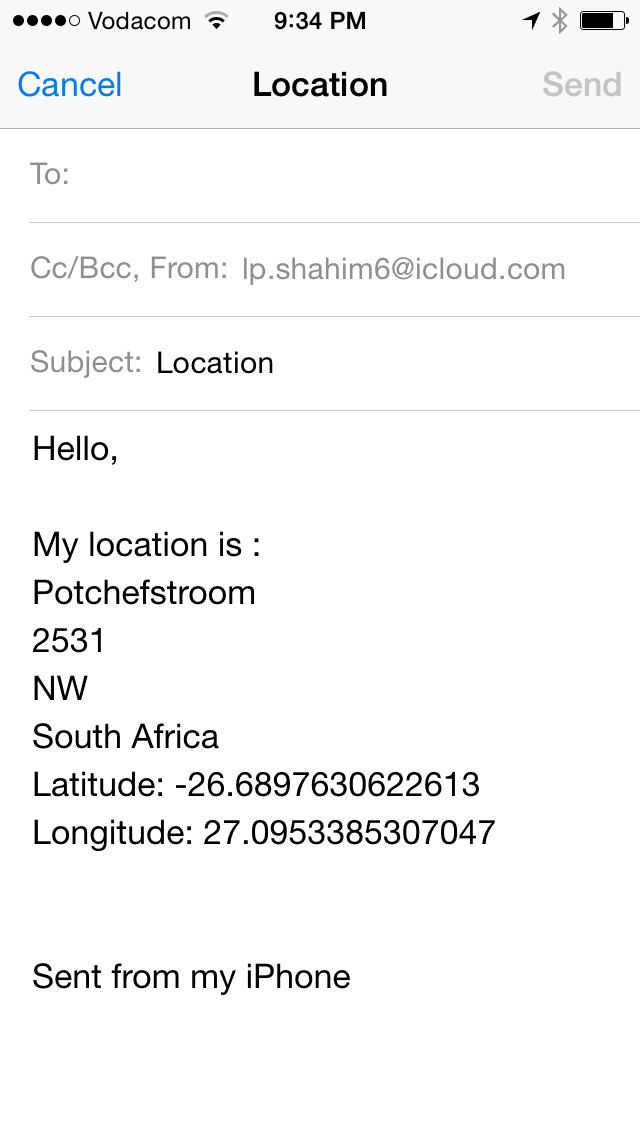 Vodacom 9:34 PM
Cancel Location Send
To:
Cc/Bcc, From: lp.shahim6@icloud.com
Subject: Location
Hello,
My location is :
Potchefstroom
2531
NW
South Africa
Latitude: -26.6897630622613
Longitude: 27.0953385307047
Sent from my iPhone